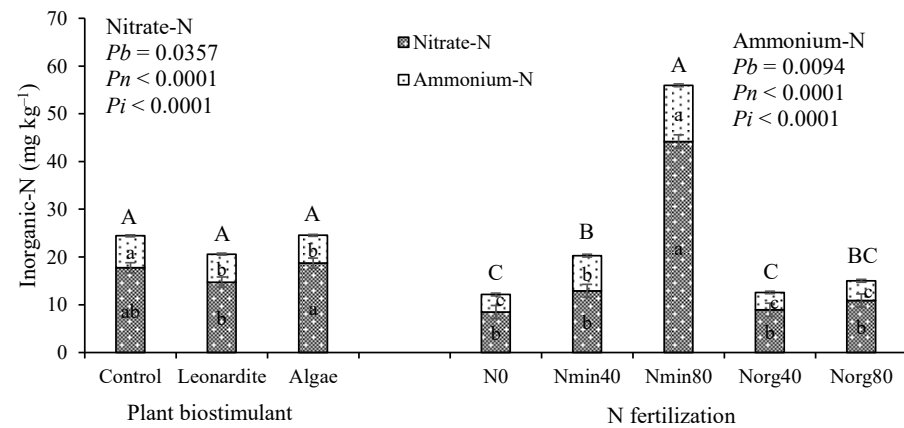 70
60
50
40
30
20
10
0
Inorganic-N (mg kg⁻¹)
Nitrate-N
Pb = 0.0357
Pn < 0.0001
Pi < 0.0001
Nitrate-N
Ammonium-N
Ammonium-N
Pb = 0.0094
Pn < 0.0001
Pi < 0.0001
A
A
A
C
B
A
C
BC
a
b
b
c
b
a
c
c
ab
b
a
b
b
a
b
b
Control Leonardite Algae N0 Nmin40 Nmin80 Norg40 Norg80
Plant biostimulant N fertilization